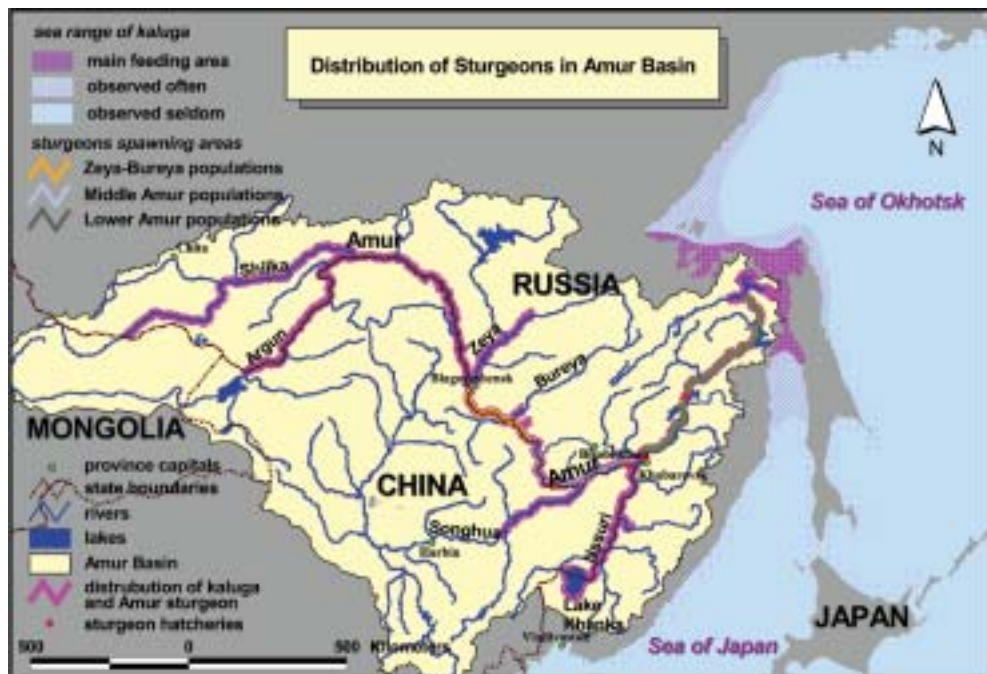 sea range of kaluga
main feeding area
observed often
observed seldom
sturgeons spawning areas
Zeya-Bureya populations
Middle Amur populations
Lower Amur populations
Distribution of Sturgeons in Amur Basin
N
Sea of Okhotsk
Chita
Shilka
Amur
RUSSIA
Argun
Zeya
Bureya
MONGOLIA
CHINA
Amur
Khabarovsk
Songhua
Harbin
Ussuri
Lake
Khanka
Vladivostok
Sea of Japan
JAPAN
province capitals
state boundaries
rivers
lakes
Amur Basin
distrubution of kaluga
and Amur sturgeon
sturgeon hatcheries
500 0 500
Kilometers